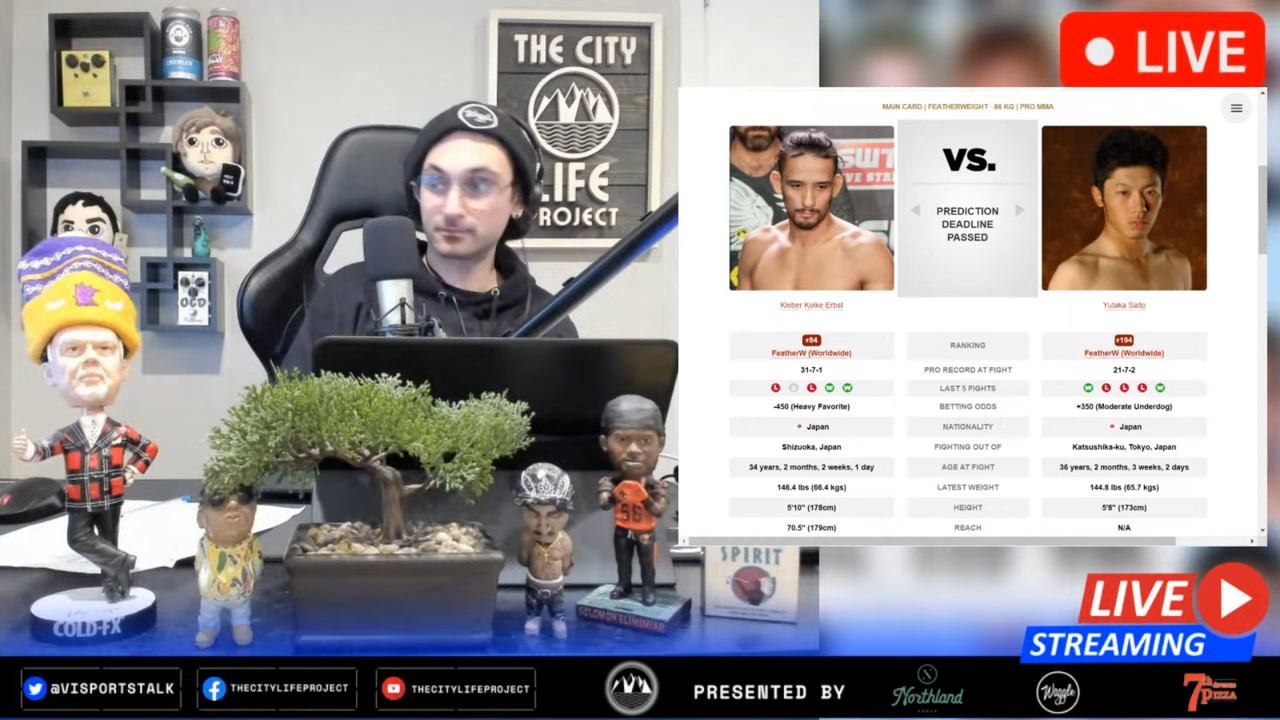 THE CITY
LIFE
PROJECT
LIVE
MAIN CARD | FEATHERWEIGHT · 66 KG | PRO MMA
VS.
PREDICTION
DEADLINE
PASSED
Kleber Koike Erbst
Yutaka Saito
#84
FeatherW (Worldwide)
RANKING
#194
FeatherW (Worldwide)
31-7-1
PRO RECORD AT FIGHT
21-7-2
L
L
W
W
LAST 5 FIGHTS
W
L
L
L
W
-450 (Heavy Favorite)
BETTING ODDS
+350 (Moderate Underdog)
Japan
NATIONALITY
Japan
Shizuoka, Japan
FIGHTING OUT OF
Katsushika-ku, Tokyo, Japan
34 years, 2 months, 2 weeks, 1 day
AGE AT FIGHT
36 years, 2 months, 3 weeks, 2 days
146.4 lbs (66.4 kgs)
LATEST WEIGHT
144.8 lbs (65.7 kgs)
5'10" (178cm)
HEIGHT
5'8" (173cm)
70.5" (179cm)
REACH
N/A
OCD
56
SOLOMON ELIMIMIAN
SPIRIT
COLD-FX
LIVE
STREAMING
@VISPORTSTALK
THECITYLIFEPROJECT
THECITYLIFEPROJECT
PRESENTED BY
Northland
Waggle
7th Avenue
PIZZA